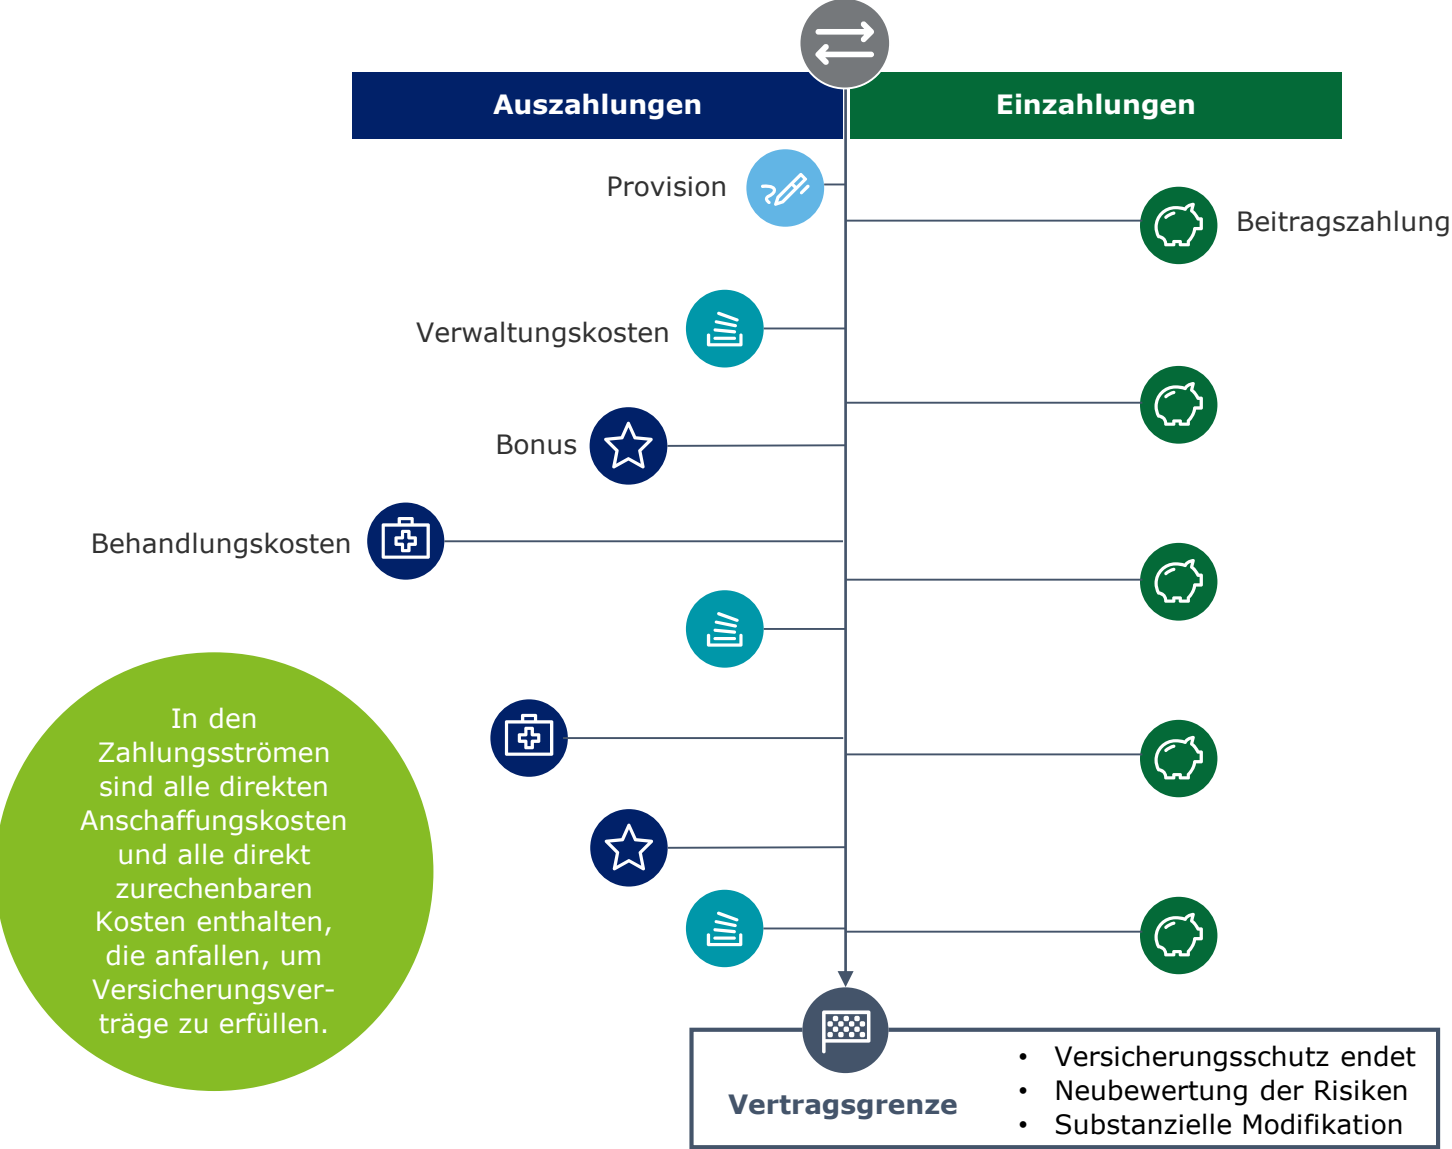 Auszahlungen
Einzahlungen
Provision
Beitragszahlung
Verwaltungskosten
Bonus
Behandlungskosten
In den
Zahlungsströmen
sind alle direkten
Anschaffungskosten
und alle direkt
zurechenbaren
Kosten enthalten,
die anfallen, um
Versicherungsver-
träge zu erfüllen.
Vertragsgrenze
• Versicherungsschutz endet
• Neubewertung der Risiken
• Substanzielle Modifikation